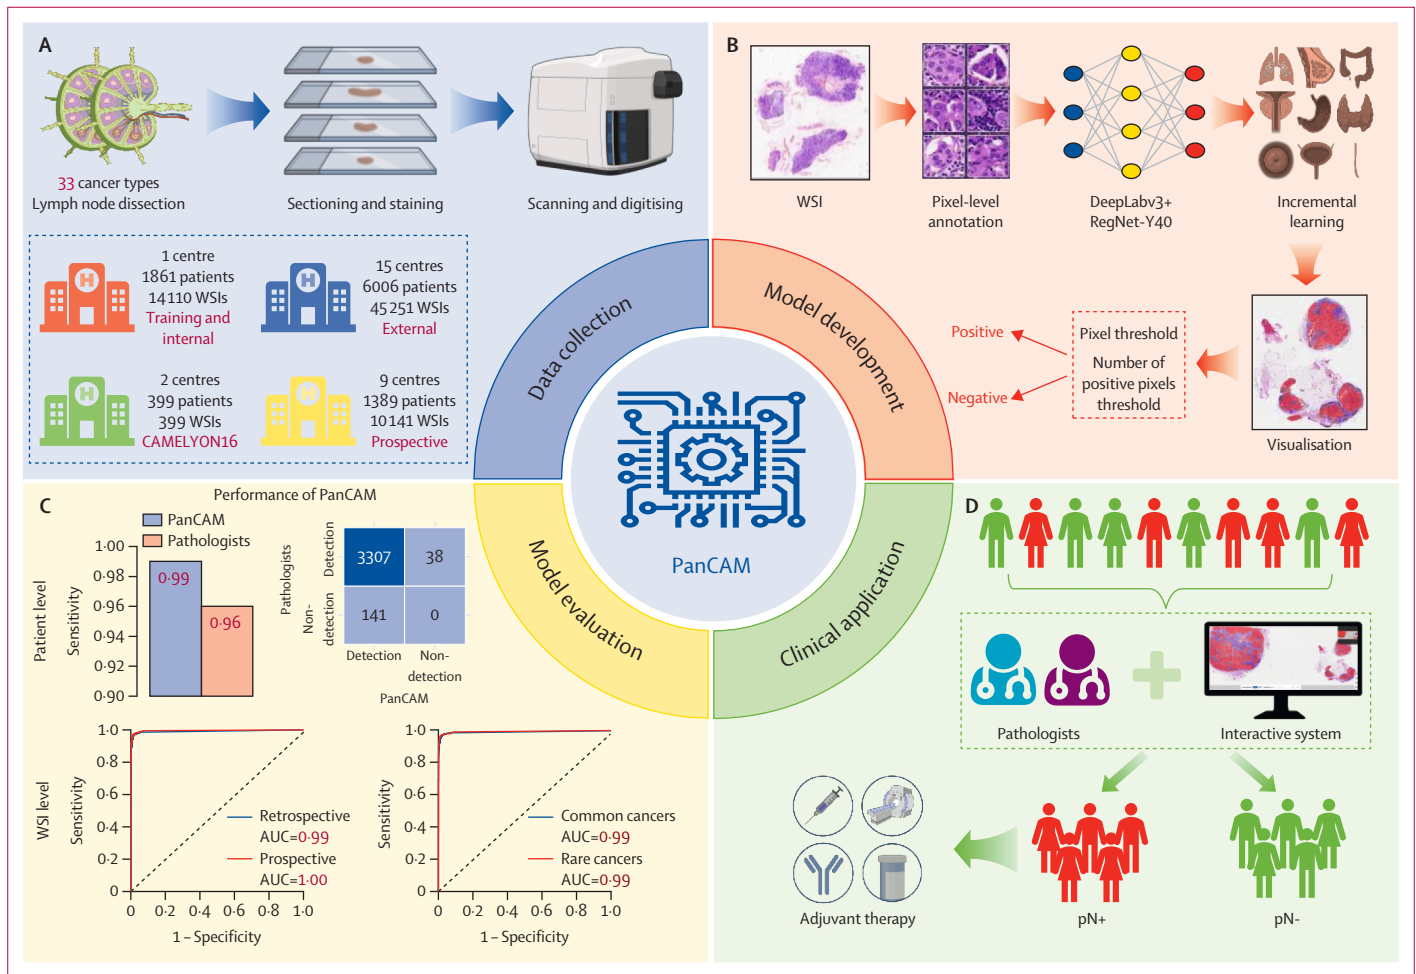 A
33 cancer types
Lymph node dissection
Sectioning and staining
Scanning and digitising
H
1 centre
1861 patients
14110 WSIs
Training and
internal
H
15 centres
6006 patients
45251 WSIs
External
H
2 centres
399 patients
399 WSIs
CAMELYON16
H
9 centres
1389 patients
10141 WSIs
Prospective
B
WSI
Pixel-level
annotation
DeepLabv3+
RegNet-Y40
Incremental
learning
Positive
Negative
Pixel threshold
Number of
positive pixels
threshold
Visualisation
Data collection
Model development
Model evaluation
Clinical application
PanCAM
C
Performance of PanCAM
PanCAM
Pathologists
Patient level
Sensitivity
1·00
0·98
0·96
0·94
0·92
0·90
0·99
0·96
Pathologists
Detection
Non-
detection
3307
38
141
0
Detection
Non-
detection
PanCAM
WSI level
Sensitivity
1·0
0·8
0·6
0·4
0·2
0
0
0·2
0·4
0·6
0·8
1·0
1 – Specificity
Retrospective
AUC=0·99
Prospective
AUC=1·00
Sensitivity
1·0
0·8
0·6
0·4
0·2
0
0
0·2
0·4
0·6
0·8
1·0
1 – Specificity
Common cancers
AUC=0·99
Rare cancers
AUC=0·99
D
Pathologists
Interactive system
Adjuvant therapy
pN+
pN-